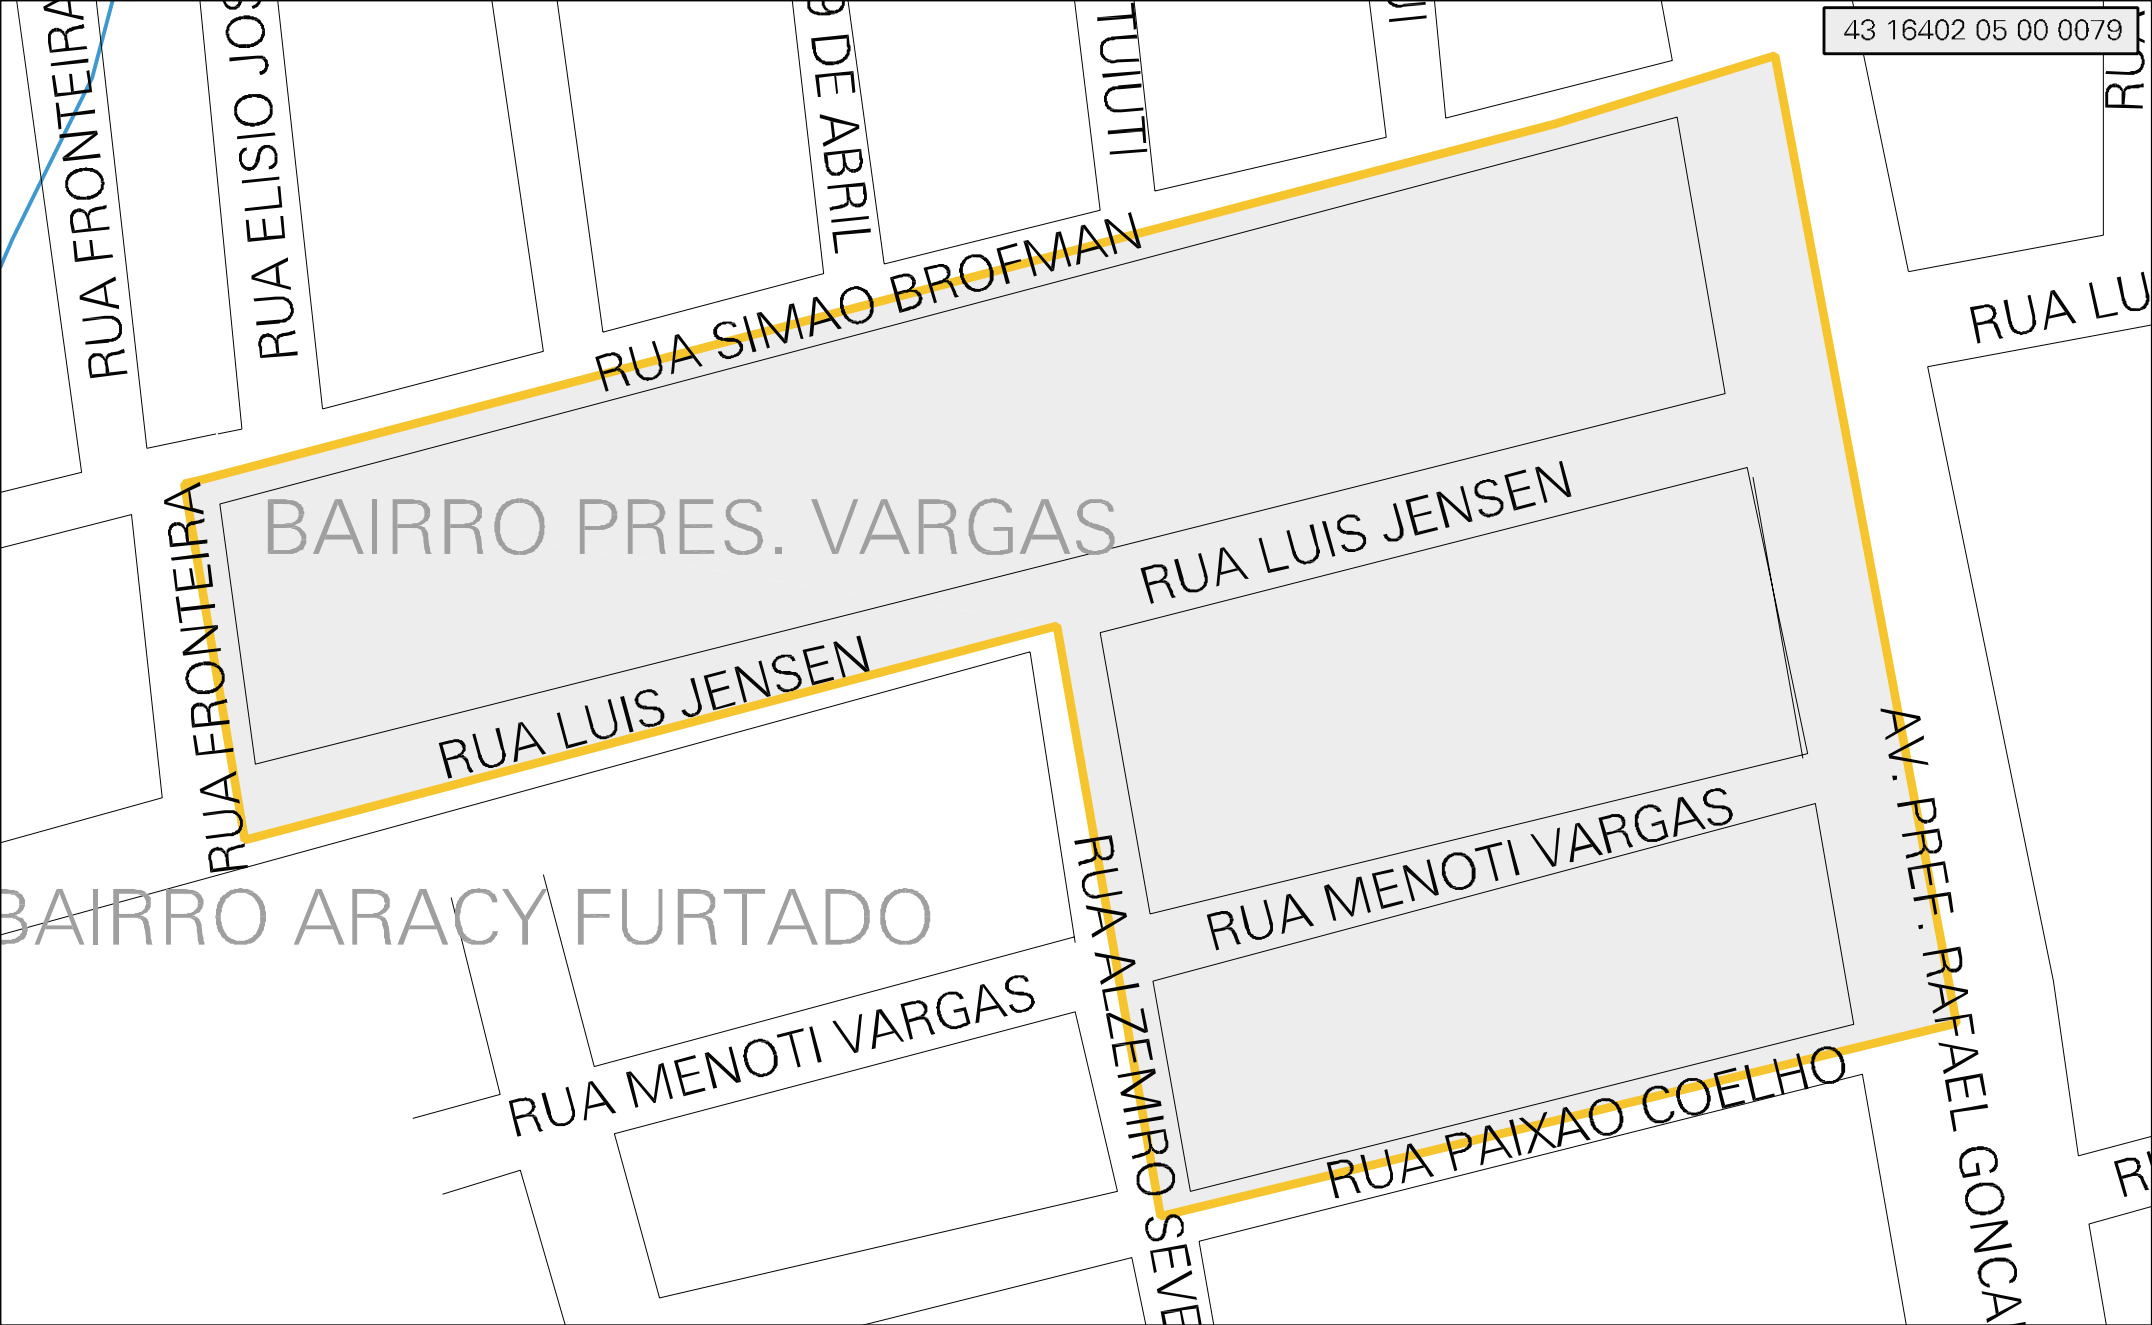 43 16402 05 00 0079
RUA FRONTEIRA
RUA ELISIO JOS
9 DE ABRIL
TUIUTI
RUA LU
RUA SIMAO BROFMAN
BAIRRO PRES. VARGAS
RUA LUIS JENSEN
RUA FRONTEIRA
RUA LUIS JENSEN
AV. PREF. RAFAEL GONCA
RUA MENOTI VARGAS
RUA ALZEMIRO SEVE
BAIRRO ARACY FURTADO
RUA MENOTI VARGAS
RUA PAIXAO COELHO